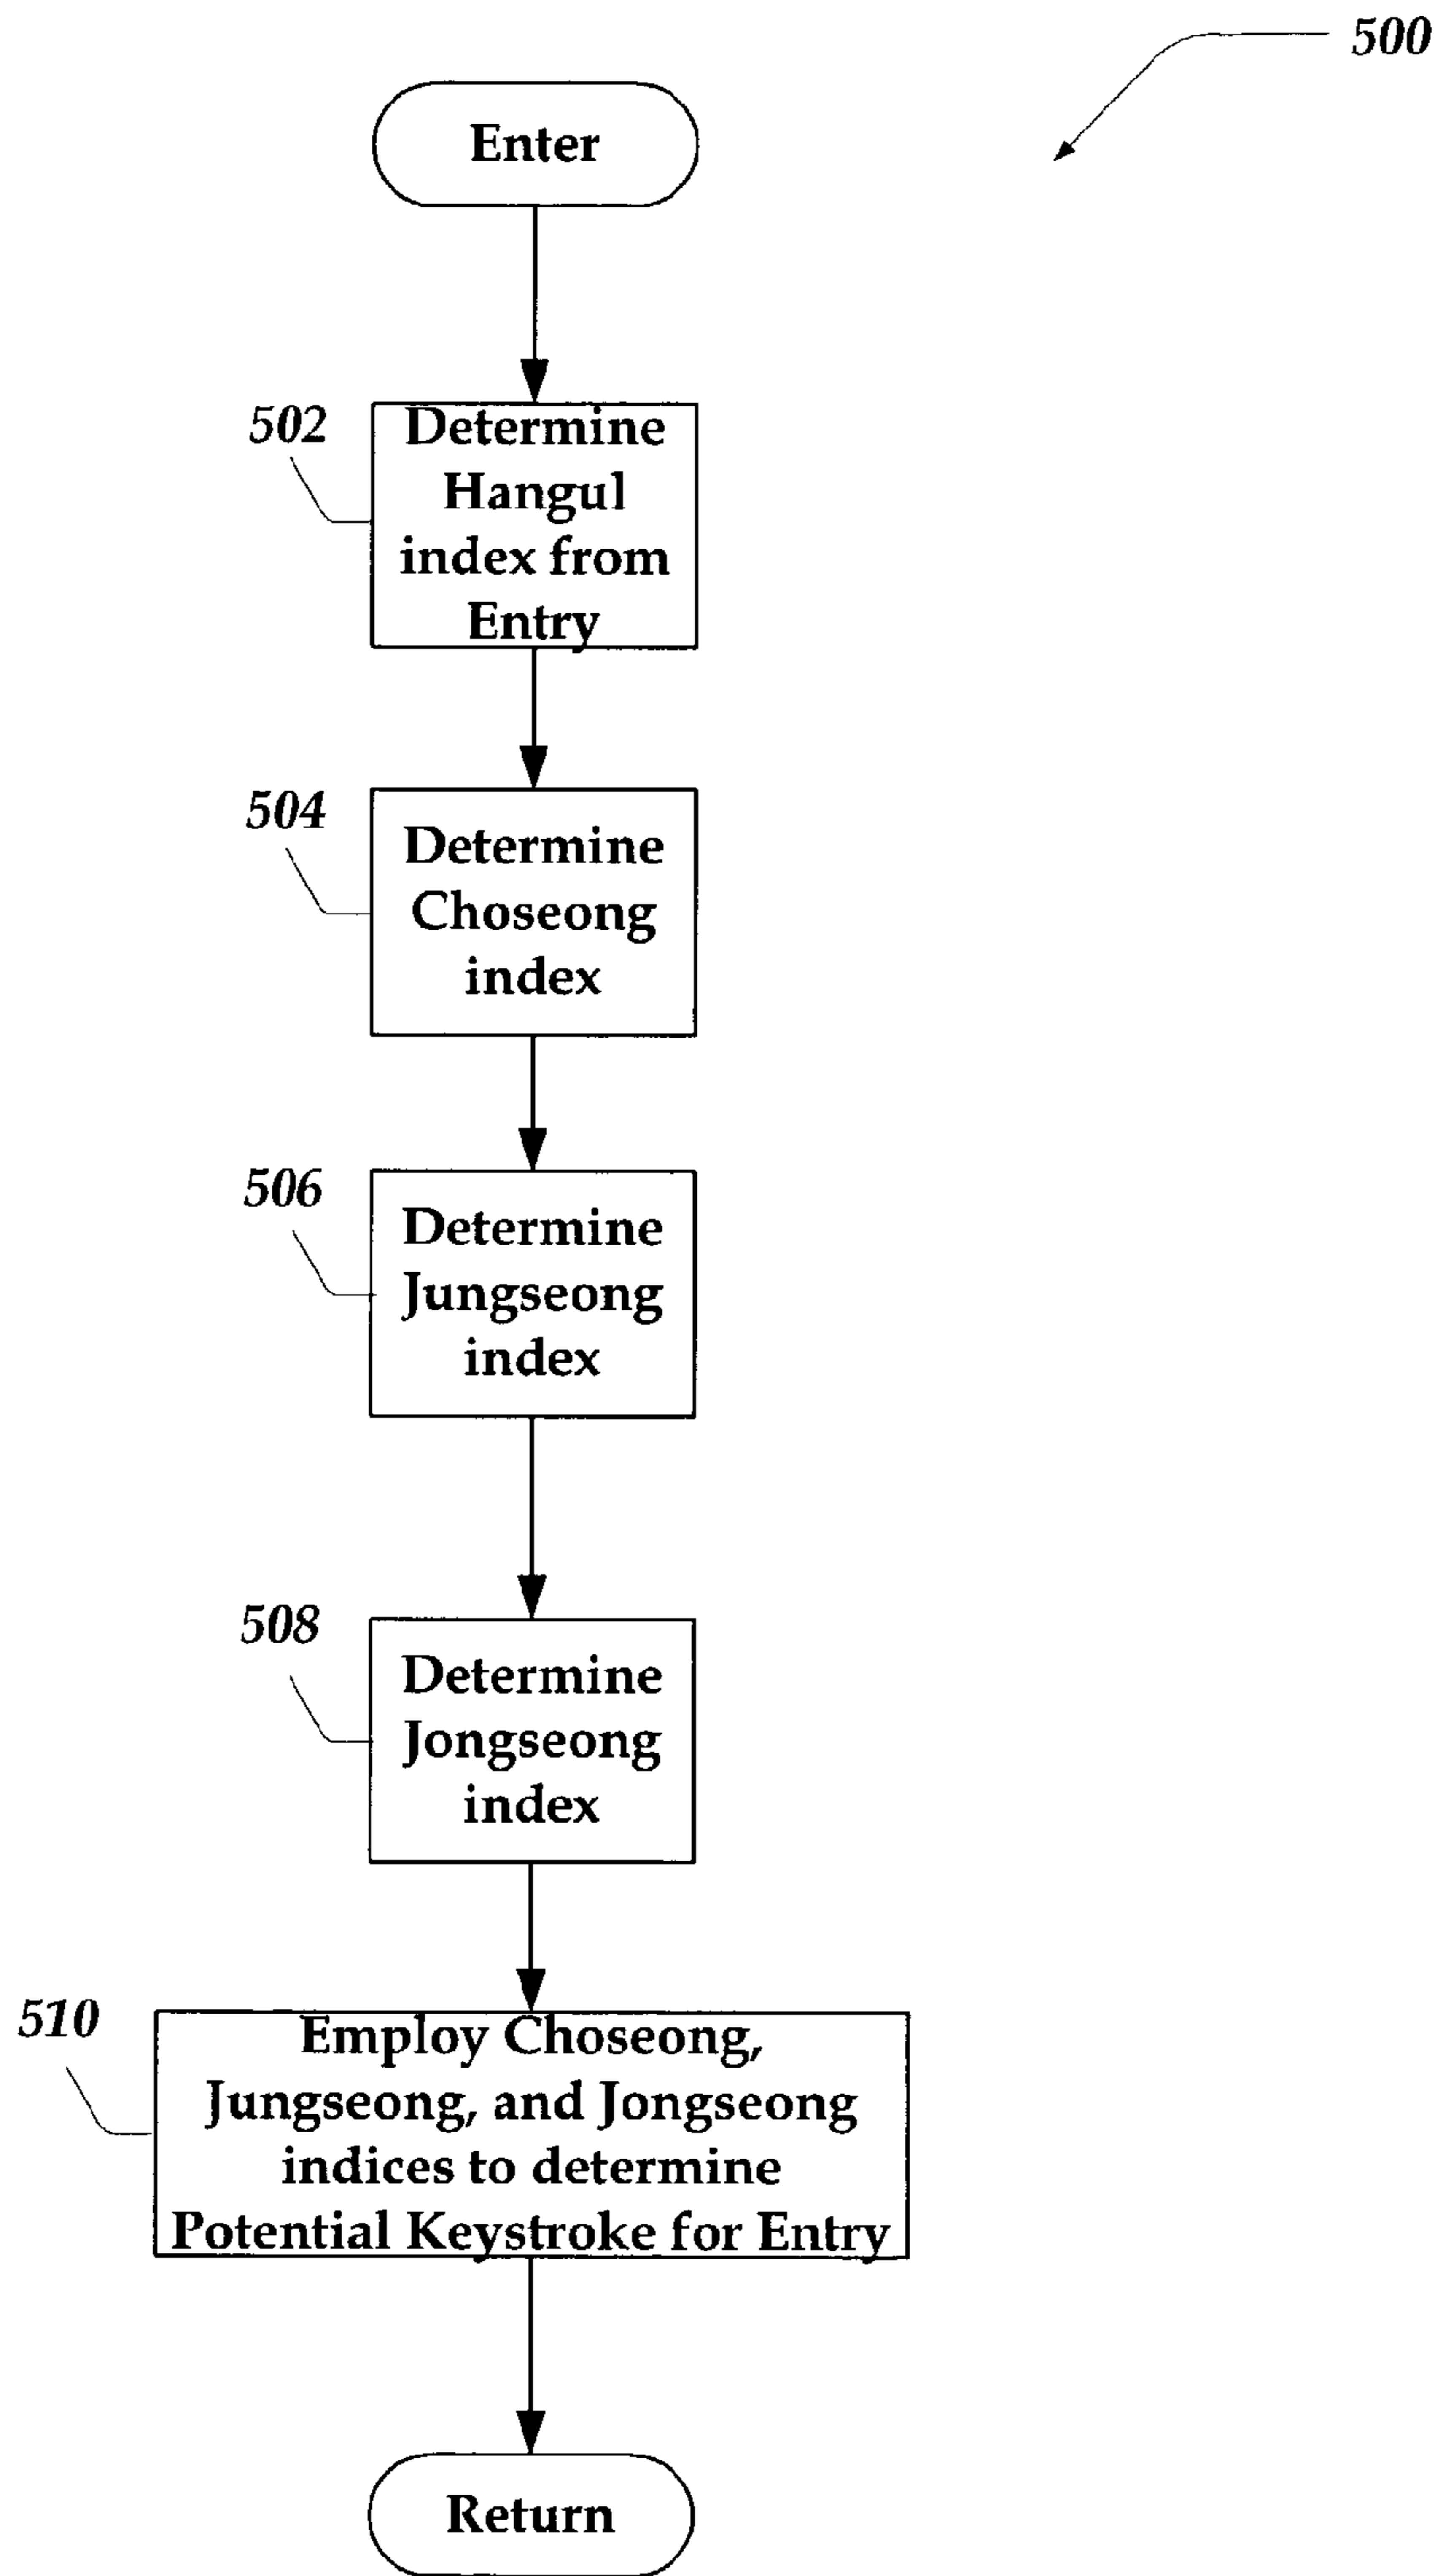 500
Enter
502
Determine
Hangul
index from
Entry
504
Determine
Choseong
index
506
Determine
Jungseong
index
508
Determine
Jongseong
index
510
Employ Choseong,
Jungseong, and Jongseong
indices to determine
Potential Keystroke for Entry
Return